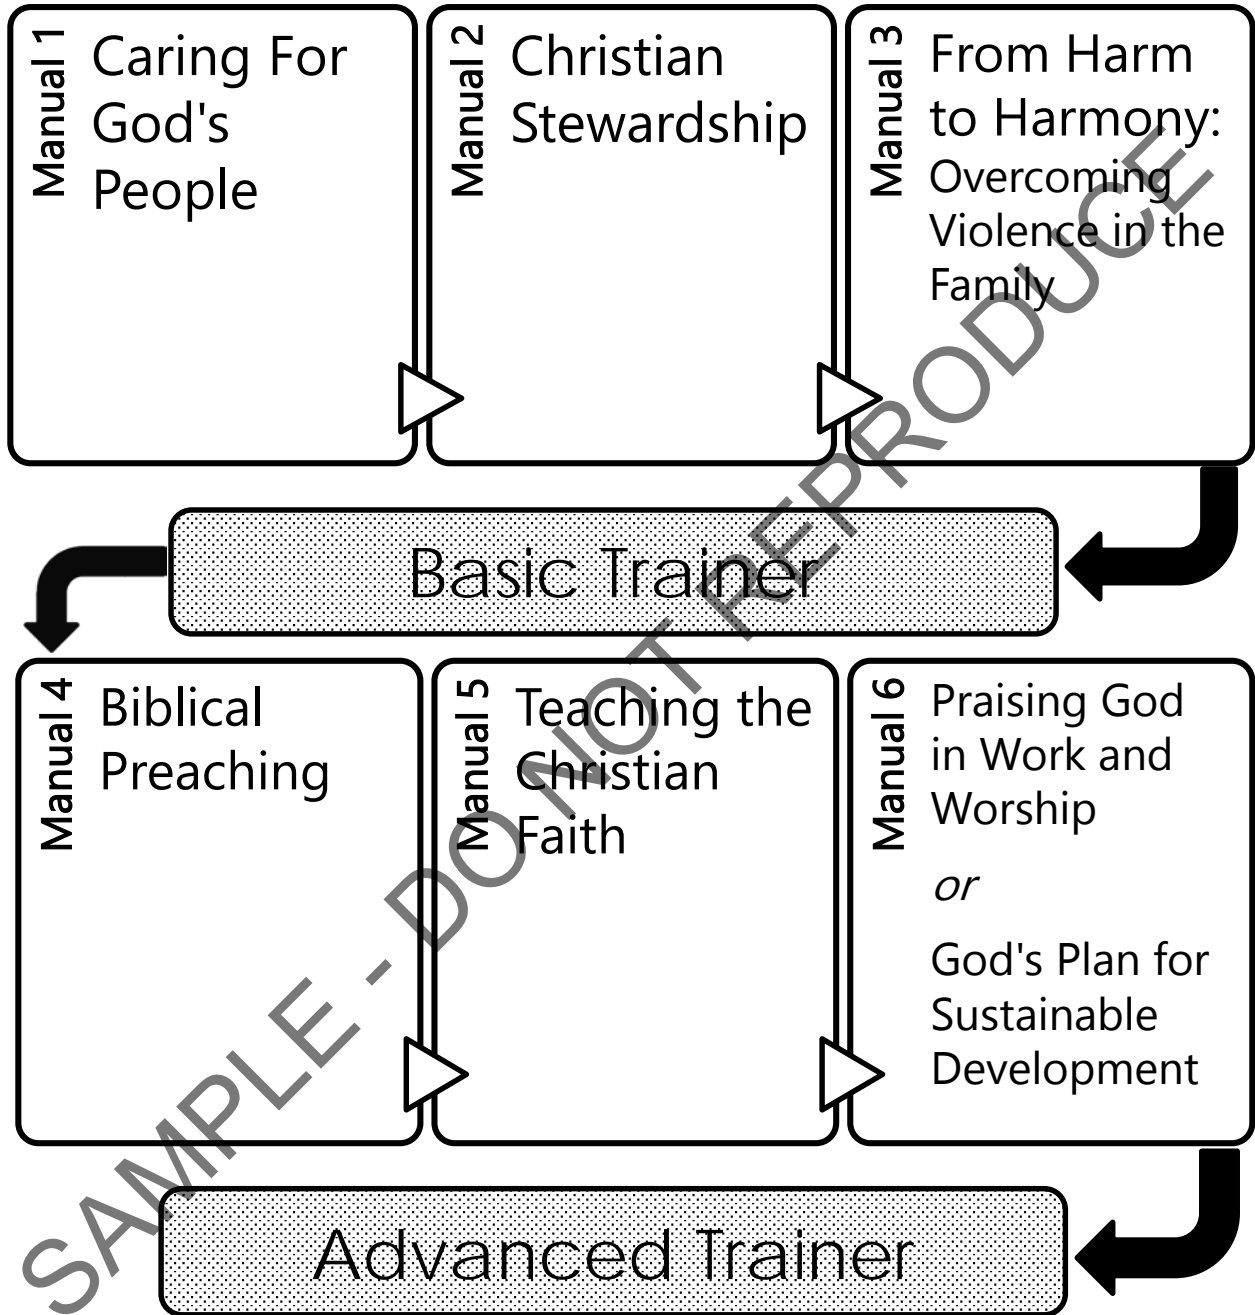 Manual 1
Caring For
God's
People
Manual 2
Christian
Stewardship
Manual 3
From Harm
to Harmony:
Overcoming
Violence in the
Family
Basic Trainer
Manual 4
Biblical
Preaching
Manual 5
Teaching the
Christian
Faith
Manual 6
Praising God
in Work and
Worship
or
God's Plan for
Sustainable
Development
Advanced Trainer
SAMPLE - DO NOT REPRODUCE